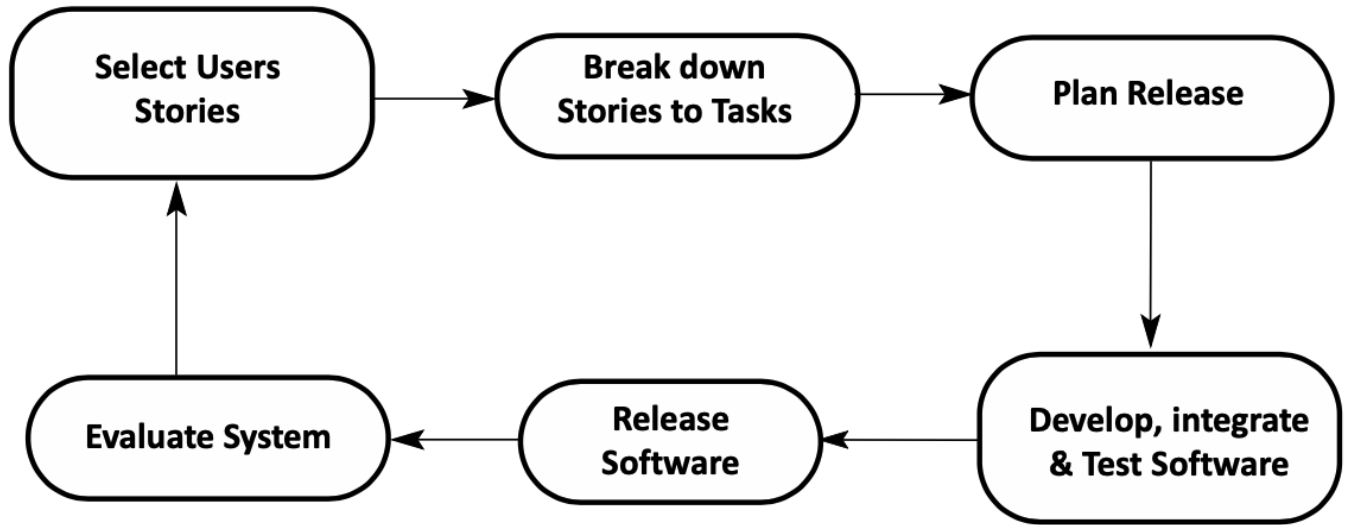 Select Users
Stories
Break down
Stories to Tasks
Plan Release
Develop, integrate
& Test Software
Release
Software
Evaluate System